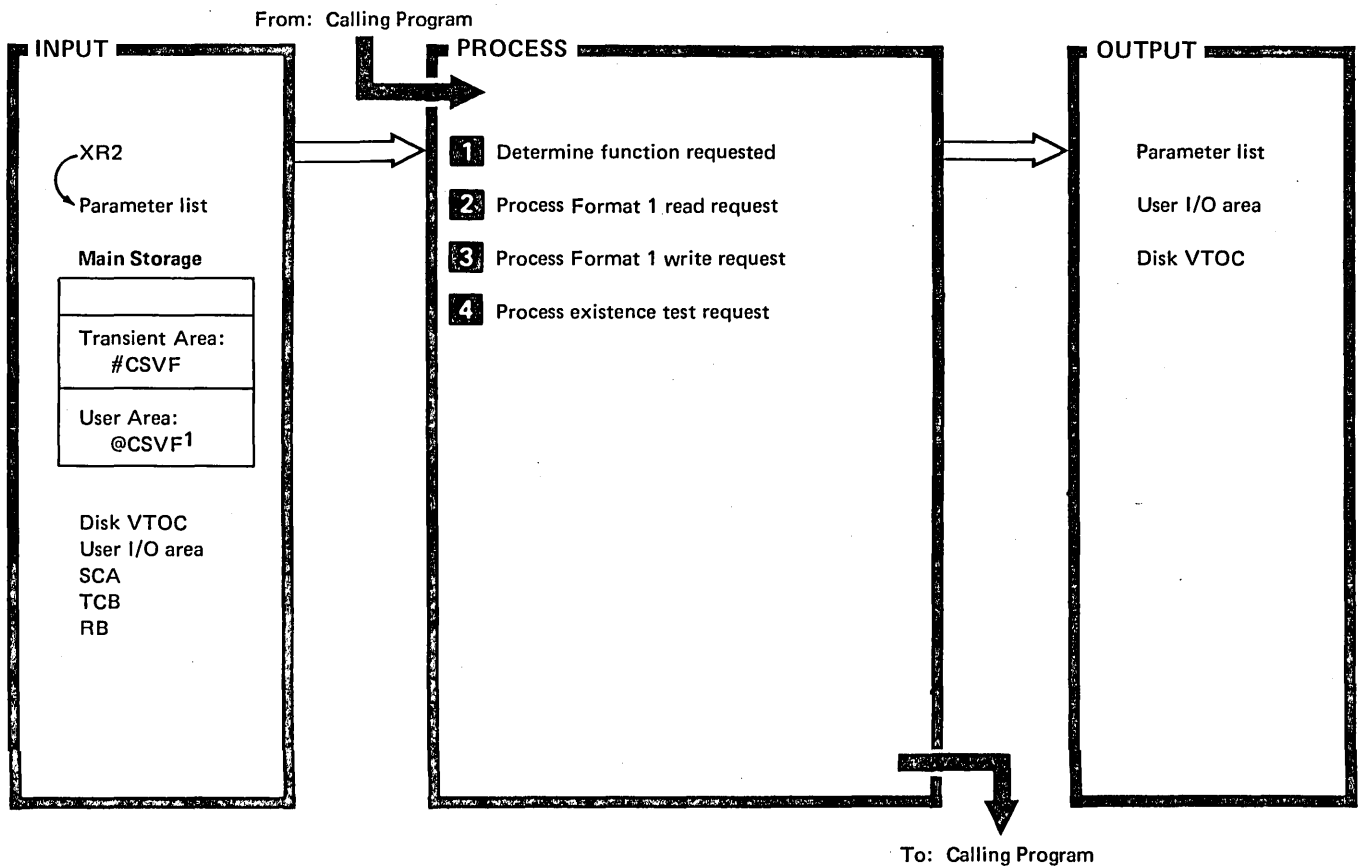 From: Calling Program
INPUT
XR2
Parameter list
Main Storage
Transient Area:
#CSVF
User Area:
@CSVF1
Disk VTOC
User I/O area
SCA
TCB
RB
PROCESS
1 Determine function requested
2 Process Format 1 read request
3 Process Format 1 write request
4 Process existence test request
OUTPUT
Parameter list
User I/O area
Disk VTOC
To: Calling Program